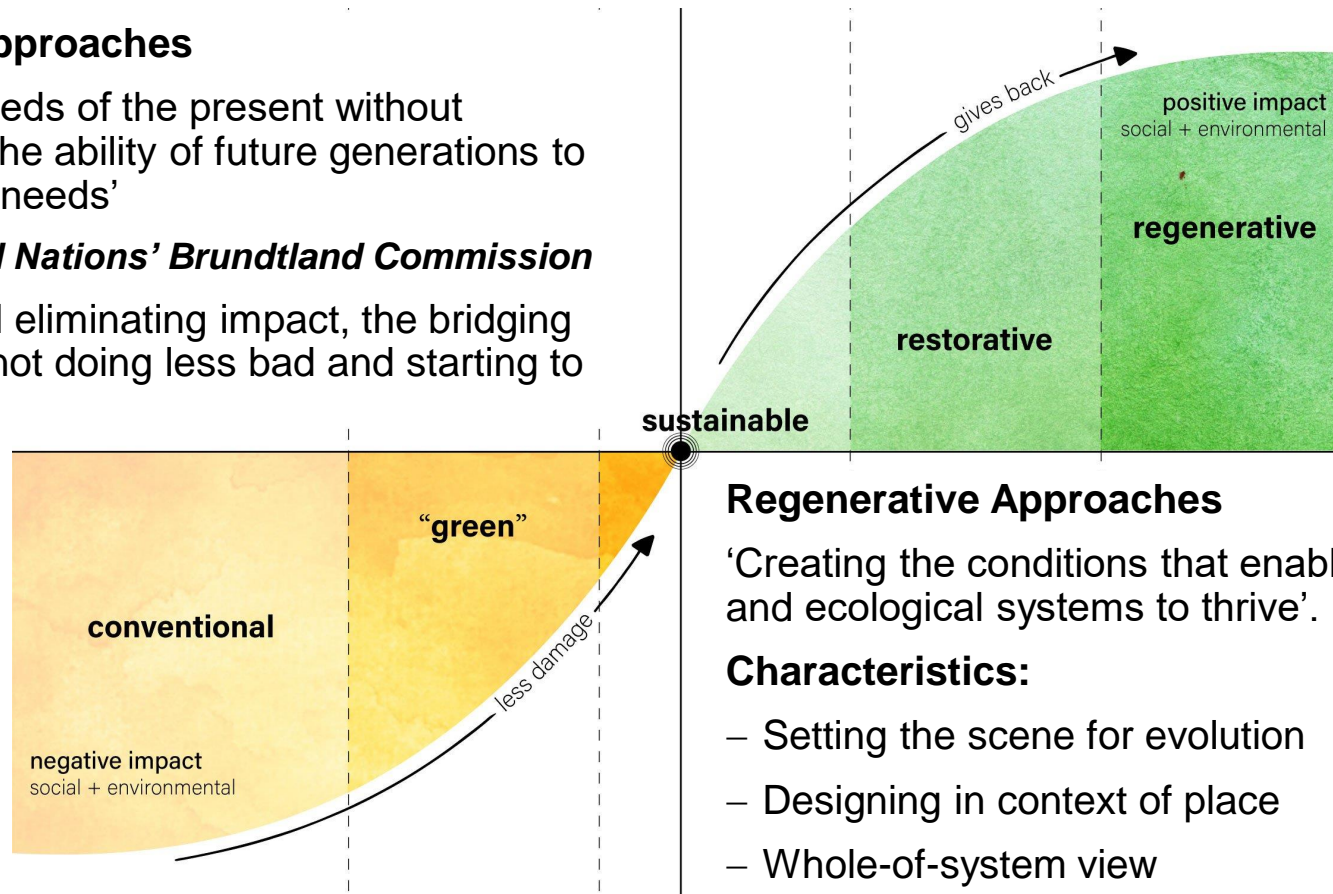 pproaches
eds of the present without
he ability of future generations to
needs’
Nations’ Brundtland Commission
eliminating impact, the bridging
not doing less bad and starting to
gives back
positive impact
social + environmental
regenerative
restorative
sustainable
“green”
conventional
less damage
negative impact
social + environmental
Regenerative Approaches
‘Creating the conditions that enabl
and ecological systems to thrive’.
Characteristics:
– Setting the scene for evolution
– Designing in context of place
– Whole-of-system view